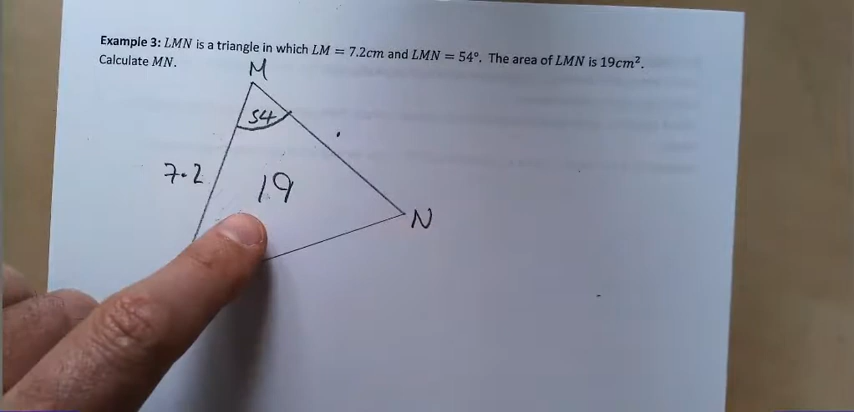 Example 3: LMN is a triangle in which LM = 7.2cm and LMN = 54°. The area of LMN is 19cm².
Calculate MN.
M
54
7.2
19
N